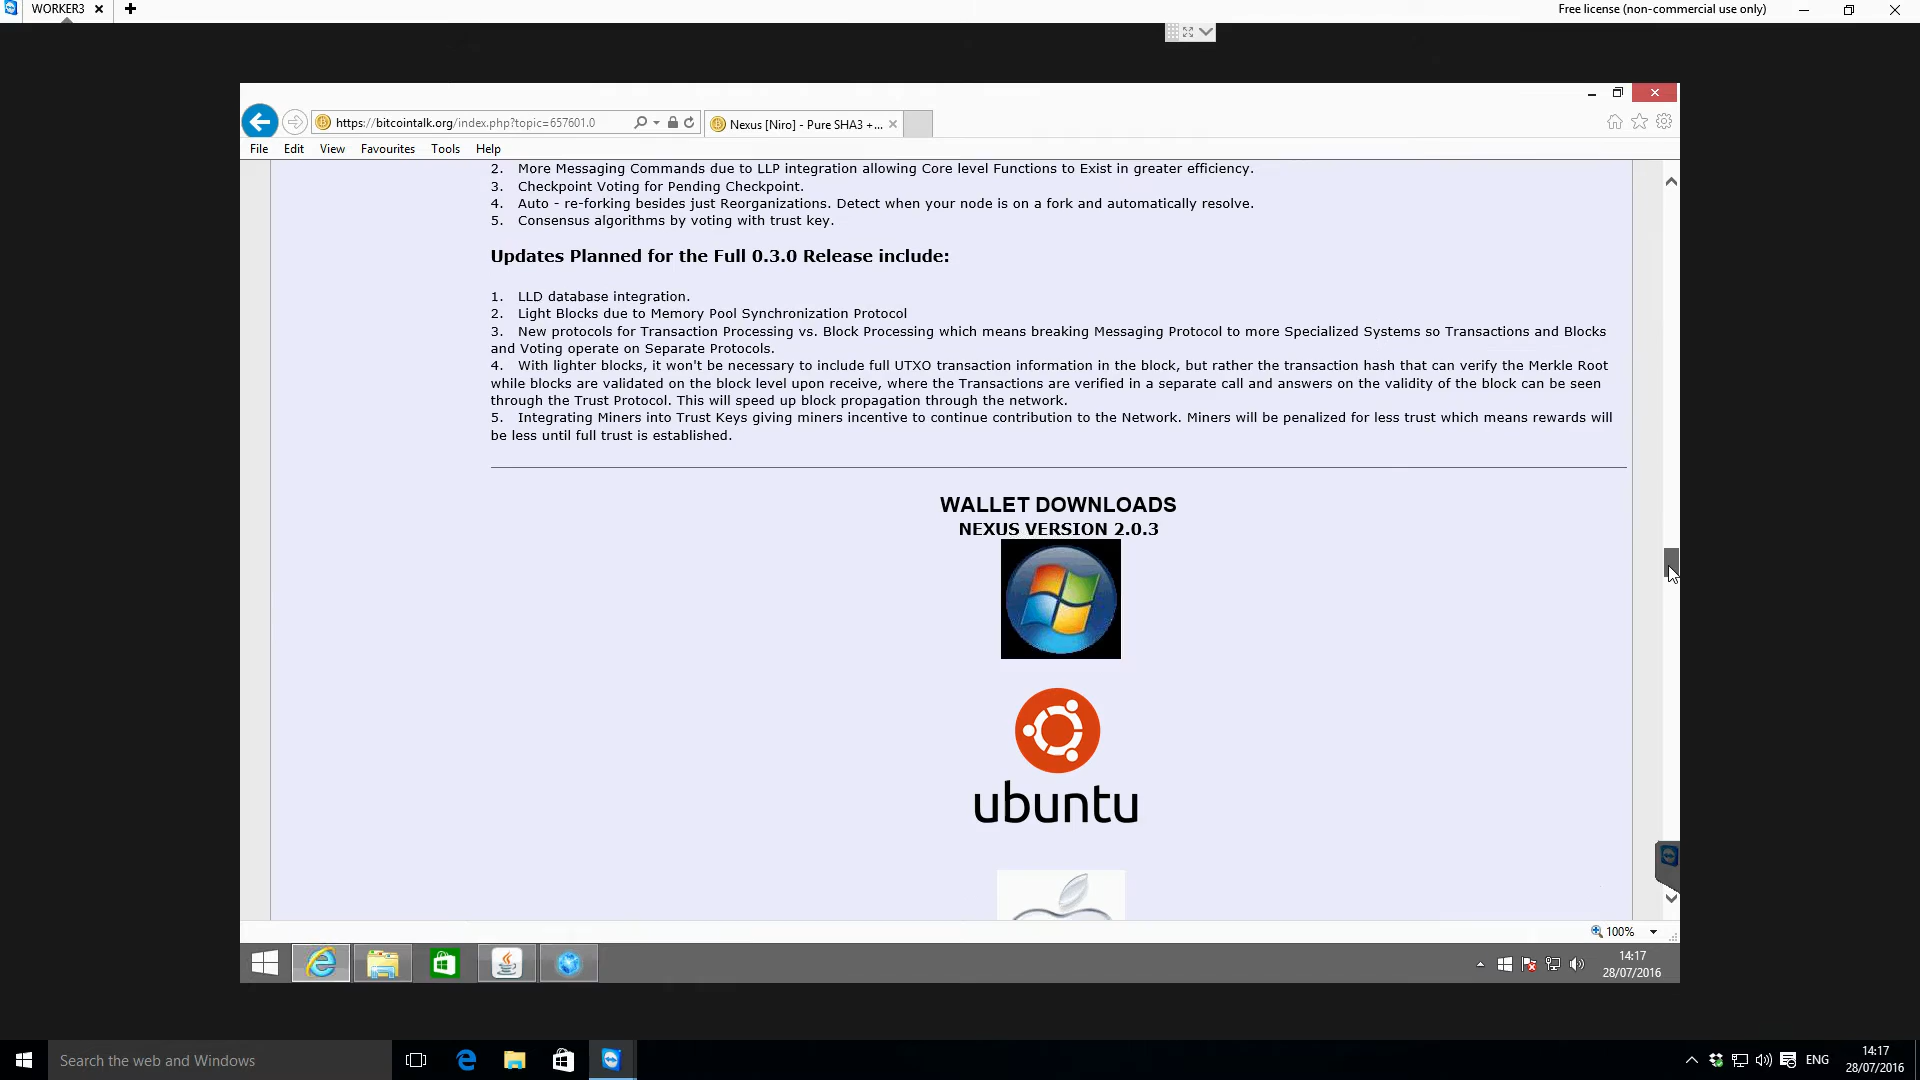 WORKER3
Free license (non-commercial use only)
https://bitcointalk.org/index.php?topic=657601.0
Nexus [Niro] - Pure SHA3 +...
File Edit View Favourites Tools Help
2. More Messaging Commands due to LLP integration allowing Core level Functions to Exist in greater efficiency.
3. Checkpoint Voting for Pending Checkpoint.
4. Auto - re-forking besides just Reorganizations. Detect when your node is on a fork and automatically resolve.
5. Consensus algorithms by voting with trust key.
Updates Planned for the Full 0.3.0 Release include:
1. LLD database integration.
2. Light Blocks due to Memory Pool Synchronization Protocol
3. New protocols for Transaction Processing vs. Block Processing which means breaking Messaging Protocol to more Specialized Systems so Transactions and Blocks
and Voting operate on Separate Protocols.
4. With lighter blocks, it won't be necessary to include full UTXO transaction information in the block, but rather the transaction hash that can verify the Merkle Root
while blocks are validated on the block level upon receive, where the Transactions are verified in a separate call and answers on the validity of the block can be seen
through the Trust Protocol. This will speed up block propagation through the network.
5. Integrating Miners into Trust Keys giving miners incentive to continue contribution to the Network. Miners will be penalized for less trust which means rewards will
be less until full trust is established.
WALLET DOWNLOADS
NEXUS VERSION 2.0.3
ubuntu
100%
14:17
28/07/2016
Search the web and Windows
ENG
14:17
28/07/2016